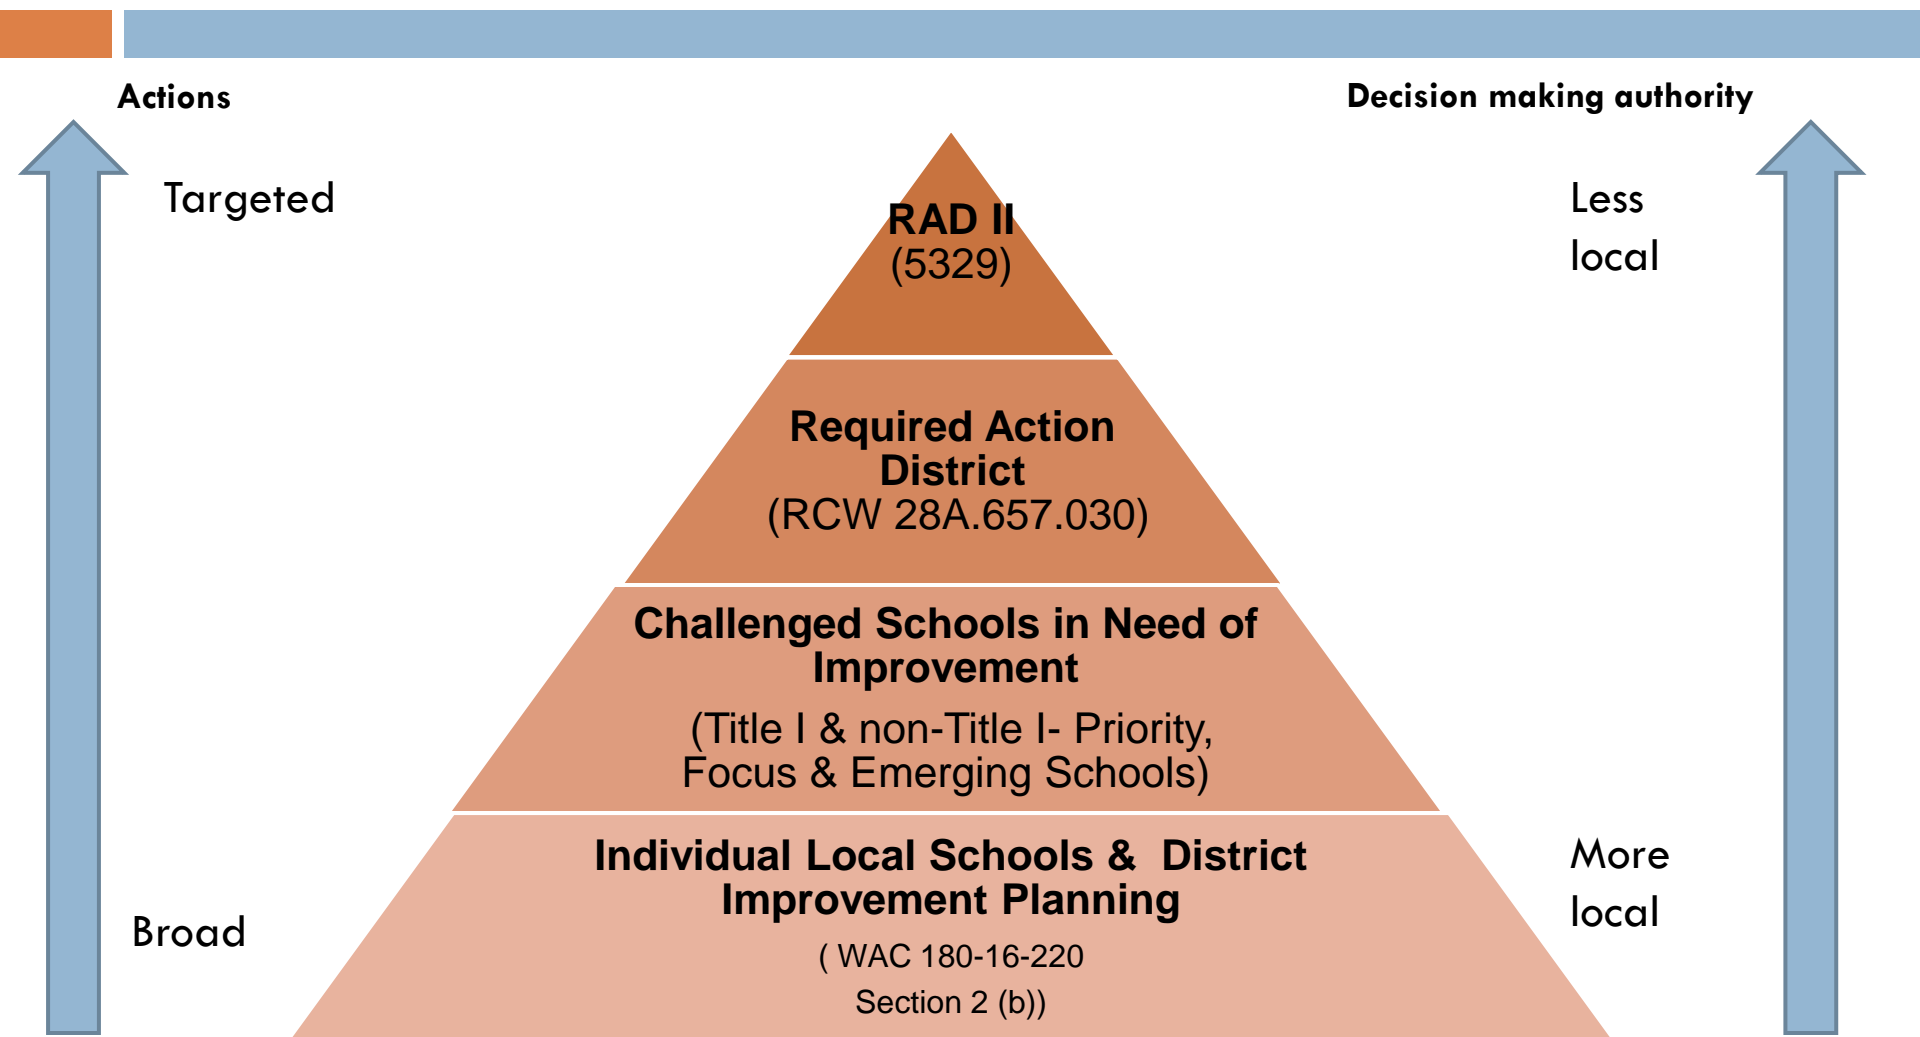 Actions
Decision making authority
Targeted
Less
local
RAD II
(5329)
Required Action
District
(RCW 28A.657.030)
Challenged Schools in Need of
Improvement
(Title I & non-Title I- Priority,
Focus & Emerging Schools)
Individual Local Schools &  District
Improvement Planning
( WAC 180-16-220
Section 2 (b))
Broad
More
local